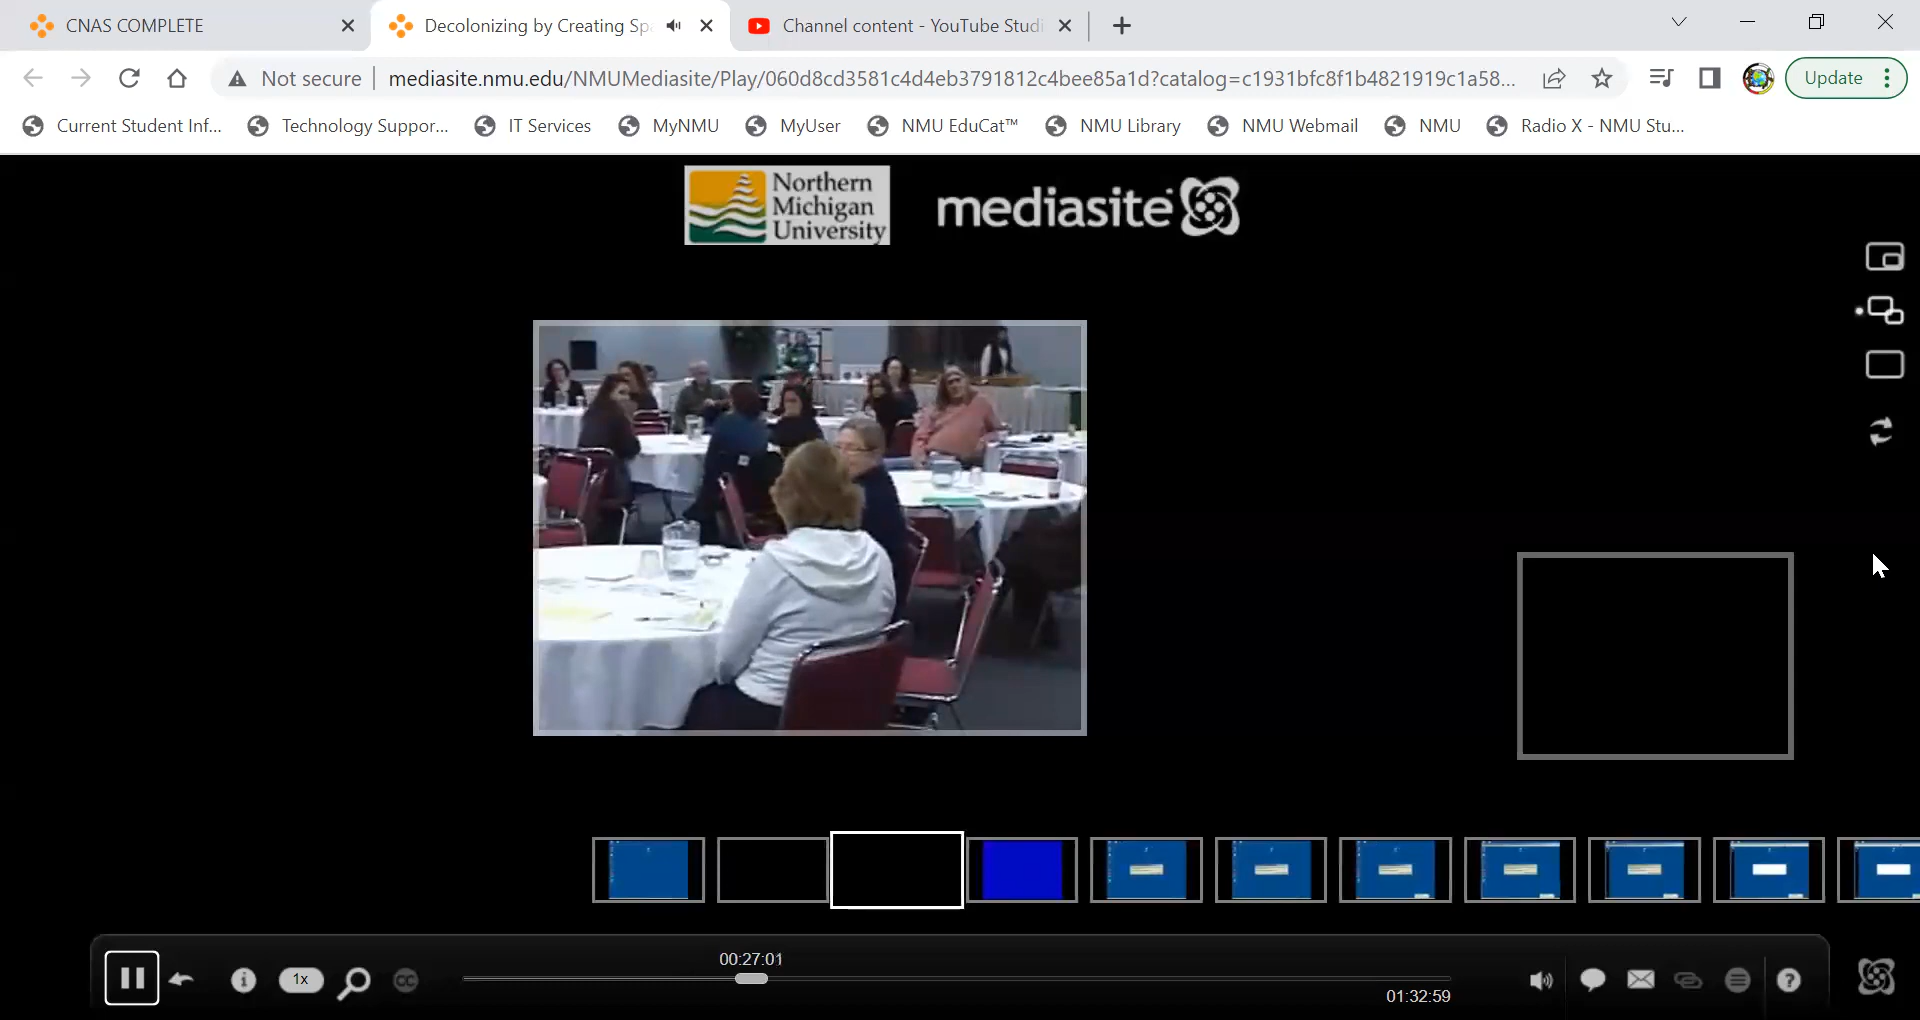 CNAS COMPLETE
Decolonizing by Creating Sp
Channel content - YouTube Studi
Not secure
mediasite.nmu.edu/NMUMediasite/Play/060d8cd3581c4d4eb3791812c4bee85a1d?catalog=c1931bfc8f1b4821919c1a58...
Update
Current Student Inf...
Technology Suppor...
IT Services
MyNMU
MyUser
NMU EduCat™
NMU Library
NMU Webmail
NMU
Radio X - NMU Stu...
Northern
Michigan
University
mediasite
00:27:01
1x
CC
01:32:59